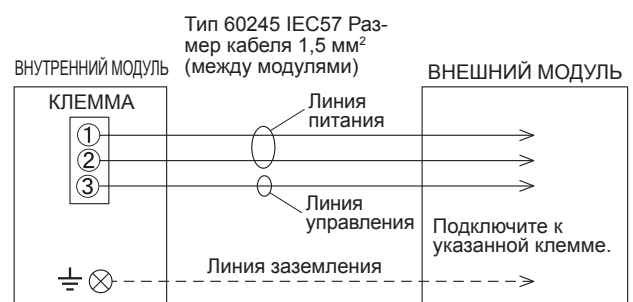 Тип 60245 IEC57 Раз-
мер кабеля 1,5 мм²
(между модулями)
ВНУТРЕННИЙ МОДУЛЬ
ВНЕШНИЙ МОДУЛЬ
КЛЕММА
Линия
питания
1
2
3
Линия
управления
Подключите к
указанной клемме.
Линия заземления